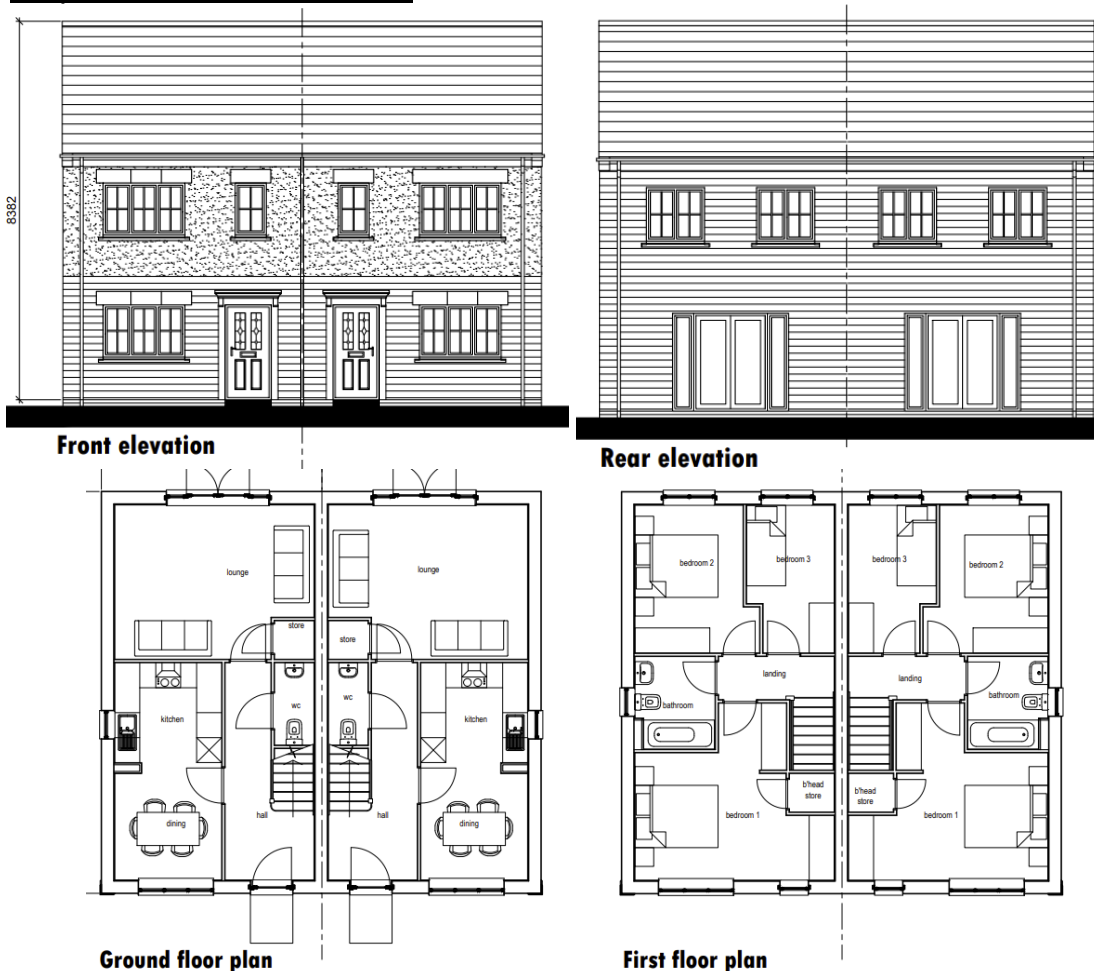 8382
Front elevation
Rear elevation
lounge
lounge
store
store
wc
wc
kitchen
kitchen
hall
hall
dining
dining
Ground floor plan
bedroom 2
bedroom 3
bedroom 3
bedroom 2
landing
landing
bathroom
bathroom
b'head
store
b'head
store
bedroom 1
bedroom 1
First floor plan